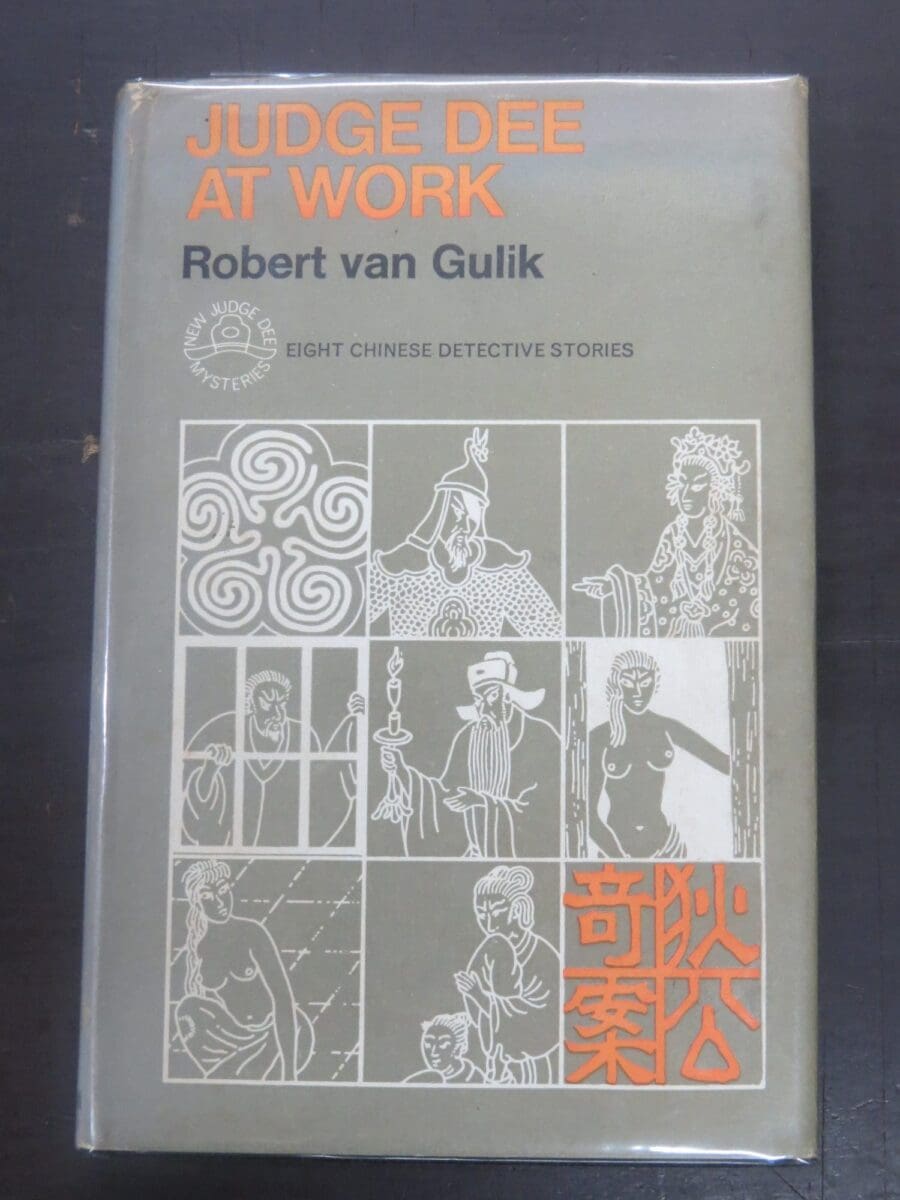 JUDGE DEE
AT WORK
Robert van Gulik
NEW JUDGE DEE
MYSTERIES
EIGHT CHINESE DETECTIVE STORIES
狄公
奇案